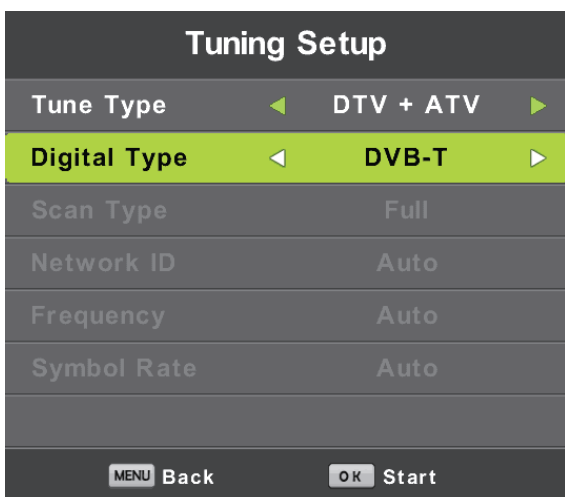 Tuning Setup
Tune Type DTV + ATV
Digital Type DVB-T
Scan Type Full
Network ID Auto
Frequency Auto
Symbol Rate Auto
MENU Back OK Start